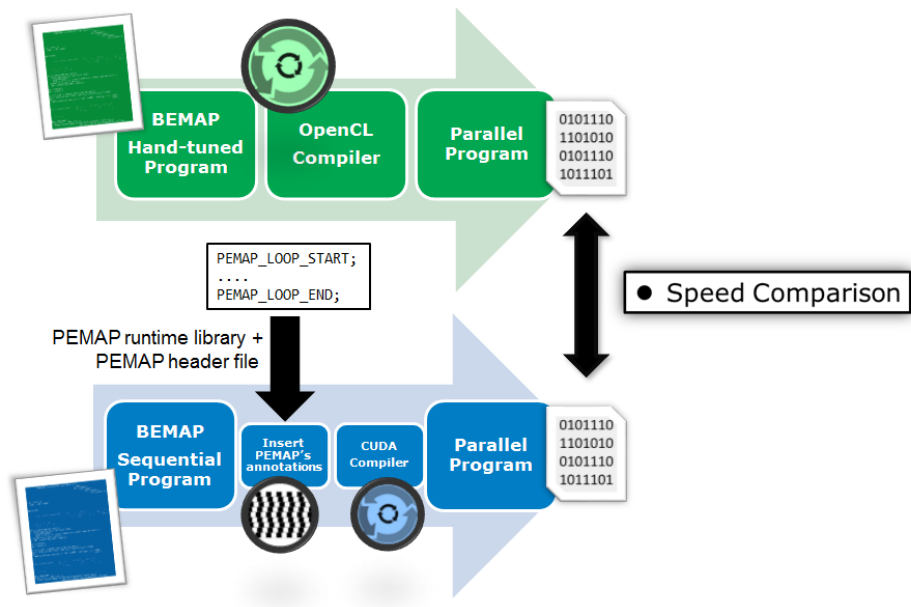 BEMAP
Hand-tuned
Program
OpenCL
Compiler
Parallel
Program
0101110
1101010
0101110
1011101
PEMAP_LOOP_START;
....
PEMAP_LOOP_END;
● Speed Comparison
PEMAP runtime library +
PEMAP header file
BEMAP
Sequential
Program
Insert
PEMAP's
annotations
CUDA
Compiler
Parallel
Program
0101110
1101010
0101110
1011101